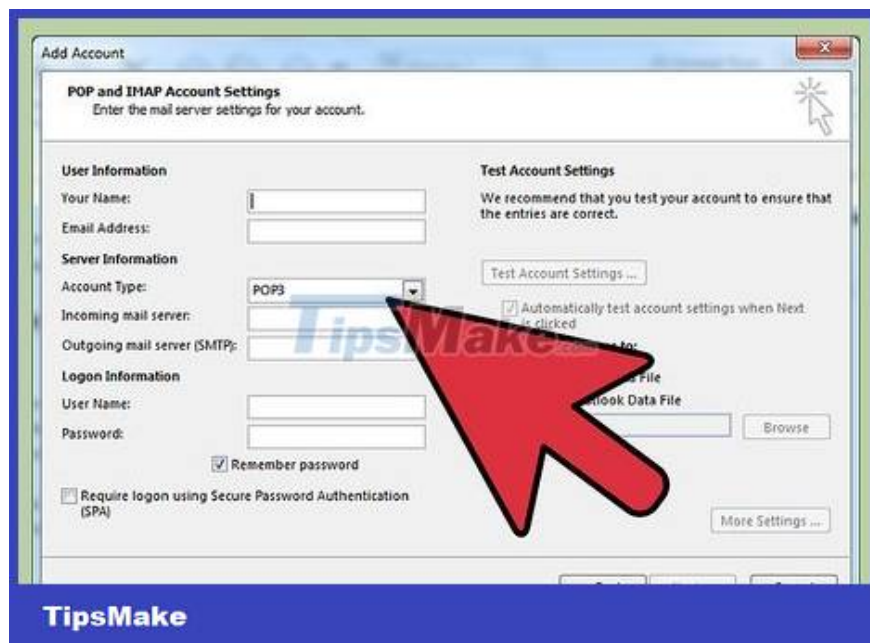 Add Account
POP and IMAP Account Settings
Enter the mail server settings for your account.
User Information
Your Name:
Email Address:
Server Information
Account Type:
POP3
Incoming mail server:
Outgoing mail server (SMTP):
Logon Information
User Name:
Password:
Remember password
Require logon using Secure Password Authentication
(SPA)
Test Account Settings
We recommend that you test your account to ensure that
the entries are correct.
Test Account Settings ...
Automatically test account settings when Next
is clicked
to:
File
Data File
Browse
More Settings ...
TipsMake.com
TipsMake